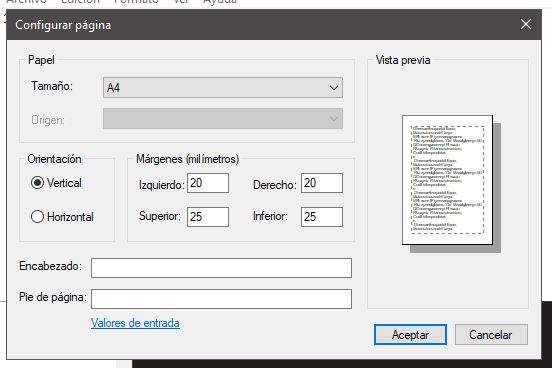 Archivo Edición Formato Ver Ayuda
Configurar página
Papel
Tamaño: A4
Origen:
Orientación
Vertical
Horizontal
Márgenes (milímetros)
Izquierdo: 20 Derecho: 20
Superior: 25 Inferior: 25
Encabezado:
Pie de página:
Valores de entrada
Vista previa
Aceptar Cancelar